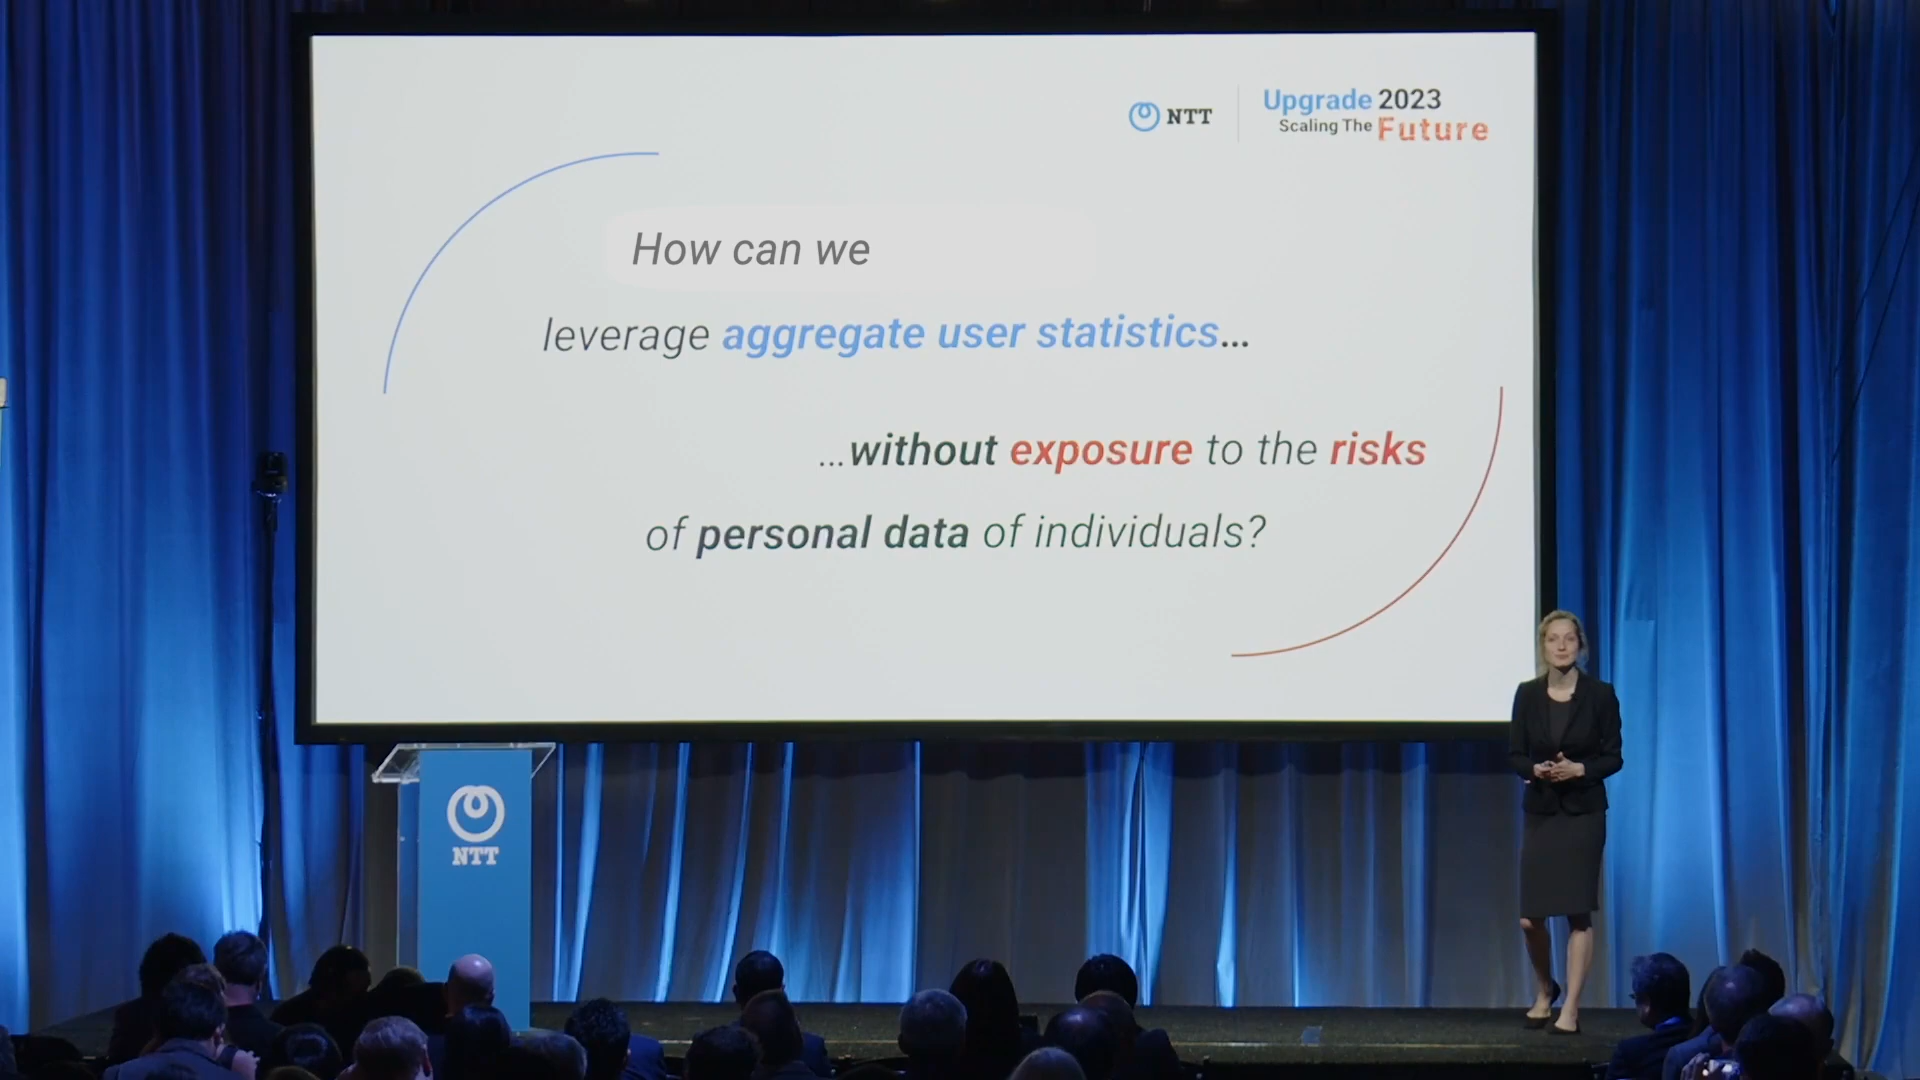 NTT
Upgrade 2023
Scaling The Future
How can we
leverage aggregate user statistics...
...without exposure to the risks
of personal data of individuals?
NTT